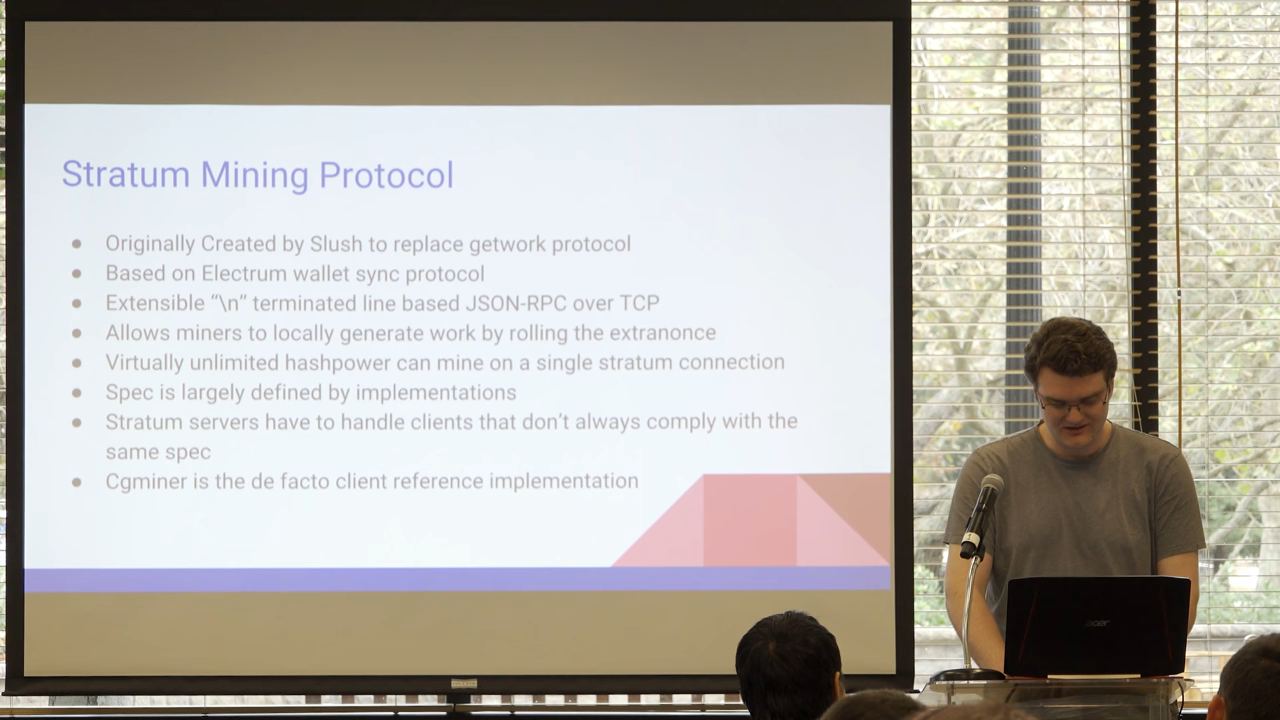 Stratum Mining Protocol
● Originally Created by Slush to replace getwork protocol
● Based on Electrum wallet sync protocol
● Extensible “\n” terminated line based JSON-RPC over TCP
● Allows miners to locally generate work by rolling the extranonce
● Virtually unlimited hashpower can mine on a single stratum connection
● Spec is largely defined by implementations
● Stratum servers have to handle clients that don’t always comply with the
same spec
● Cgminer is the de facto client reference implementation
acer